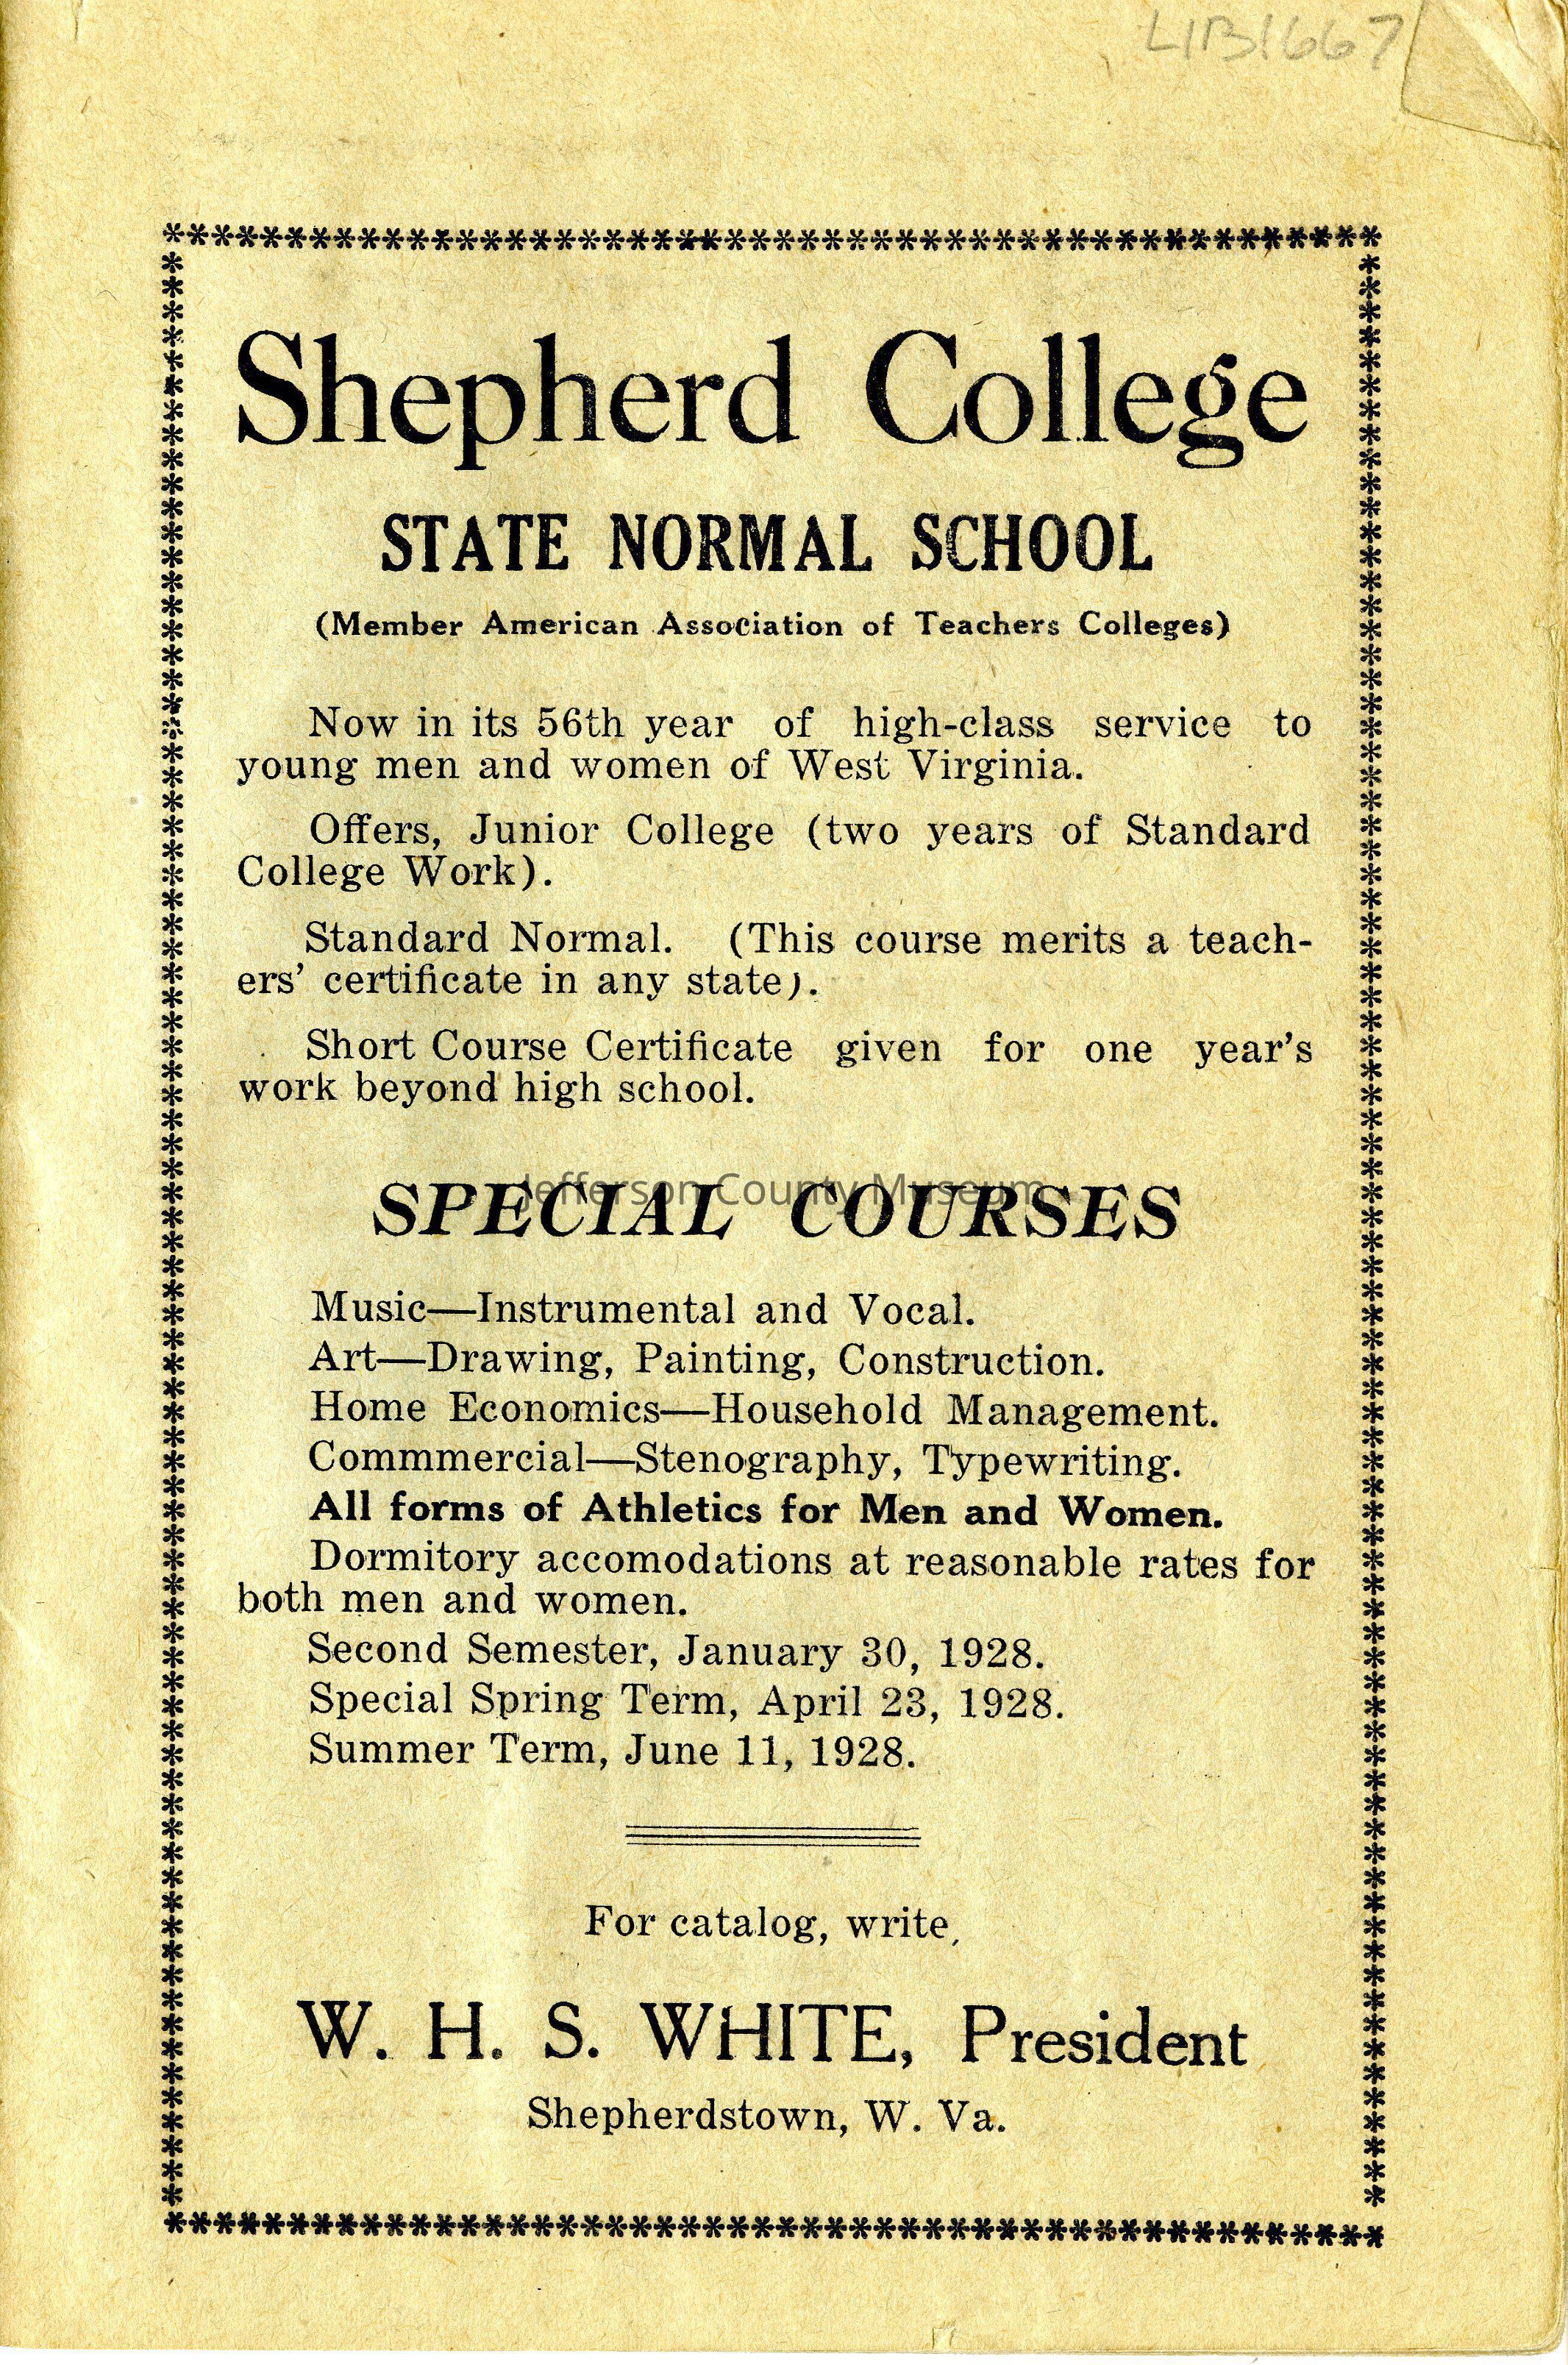 LIB1667
Shepherd College
STATE NORMAL SCHOOL
(Member American Association of Teachers Colleges)
Now in its 56th year of high-class service to
young men and women of West Virginia.
Offers, Junior College (two years of Standard
College Work).
Standard Normal. (This course merits a teach-
ers' certificate in any state).
Short Course Certificate given for one year's
work beyond high school.
Jefferson County Museum
SPECIAL COURSES
Music—Instrumental and Vocal.
Art—Drawing, Painting, Construction.
Home Economics—Household Management.
Commmercial—Stenography, Typewriting.
All forms of Athletics for Men and Women.
Dormitory accomodations at reasonable rates for
both men and women.
Second Semester, January 30, 1928.
Special Spring Term, April 23, 1928.
Summer Term, June 11, 1928.
For catalog, write,
W. H. S. WHITE, President
Shepherdstown, W. Va.